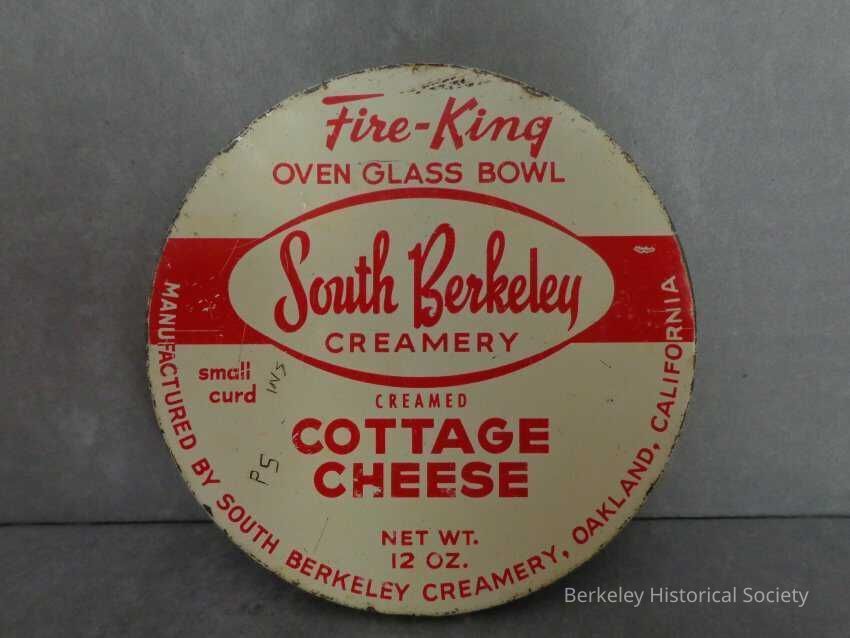 Fire-King
OVEN GLASS BOWL
South Berkeley
CREAMERY
small
curd
CREAMED
COTTAGE
CHEESE
NET WT.
12 OZ.
MANUFACTURED BY SOUTH BERKELEY CREAMERY, OAKLAND, CALIFORNIA
Berkeley Historical Society